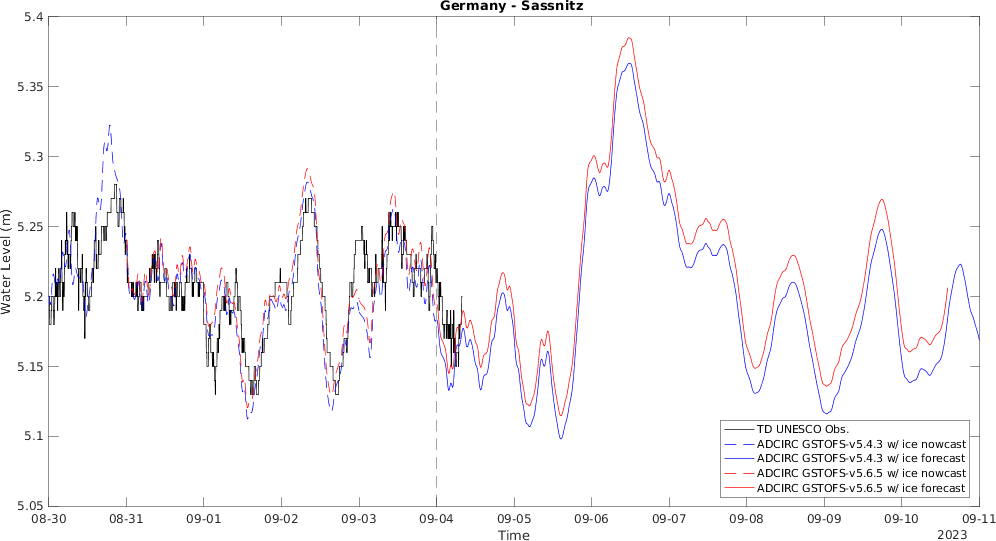 Germany - Sassnitz
5.4
5.35
5.3
5.25
5.2
5.15
5.1
5.05
Water Level (m)
08-30 08-31 09-01 09-02 09-03 09-04 09-05 09-06 09-07 09-08 09-09 09-10 09-11
Time
2023
TD UNESCO Obs.
ADCIRC GSTOFS-v5.4.3 w/ ice nowcast
ADCIRC GSTOFS-v5.4.3 w/ ice forecast
ADCIRC GSTOFS-v5.6.5 w/ ice nowcast
ADCIRC GSTOFS-v5.6.5 w/ ice forecast